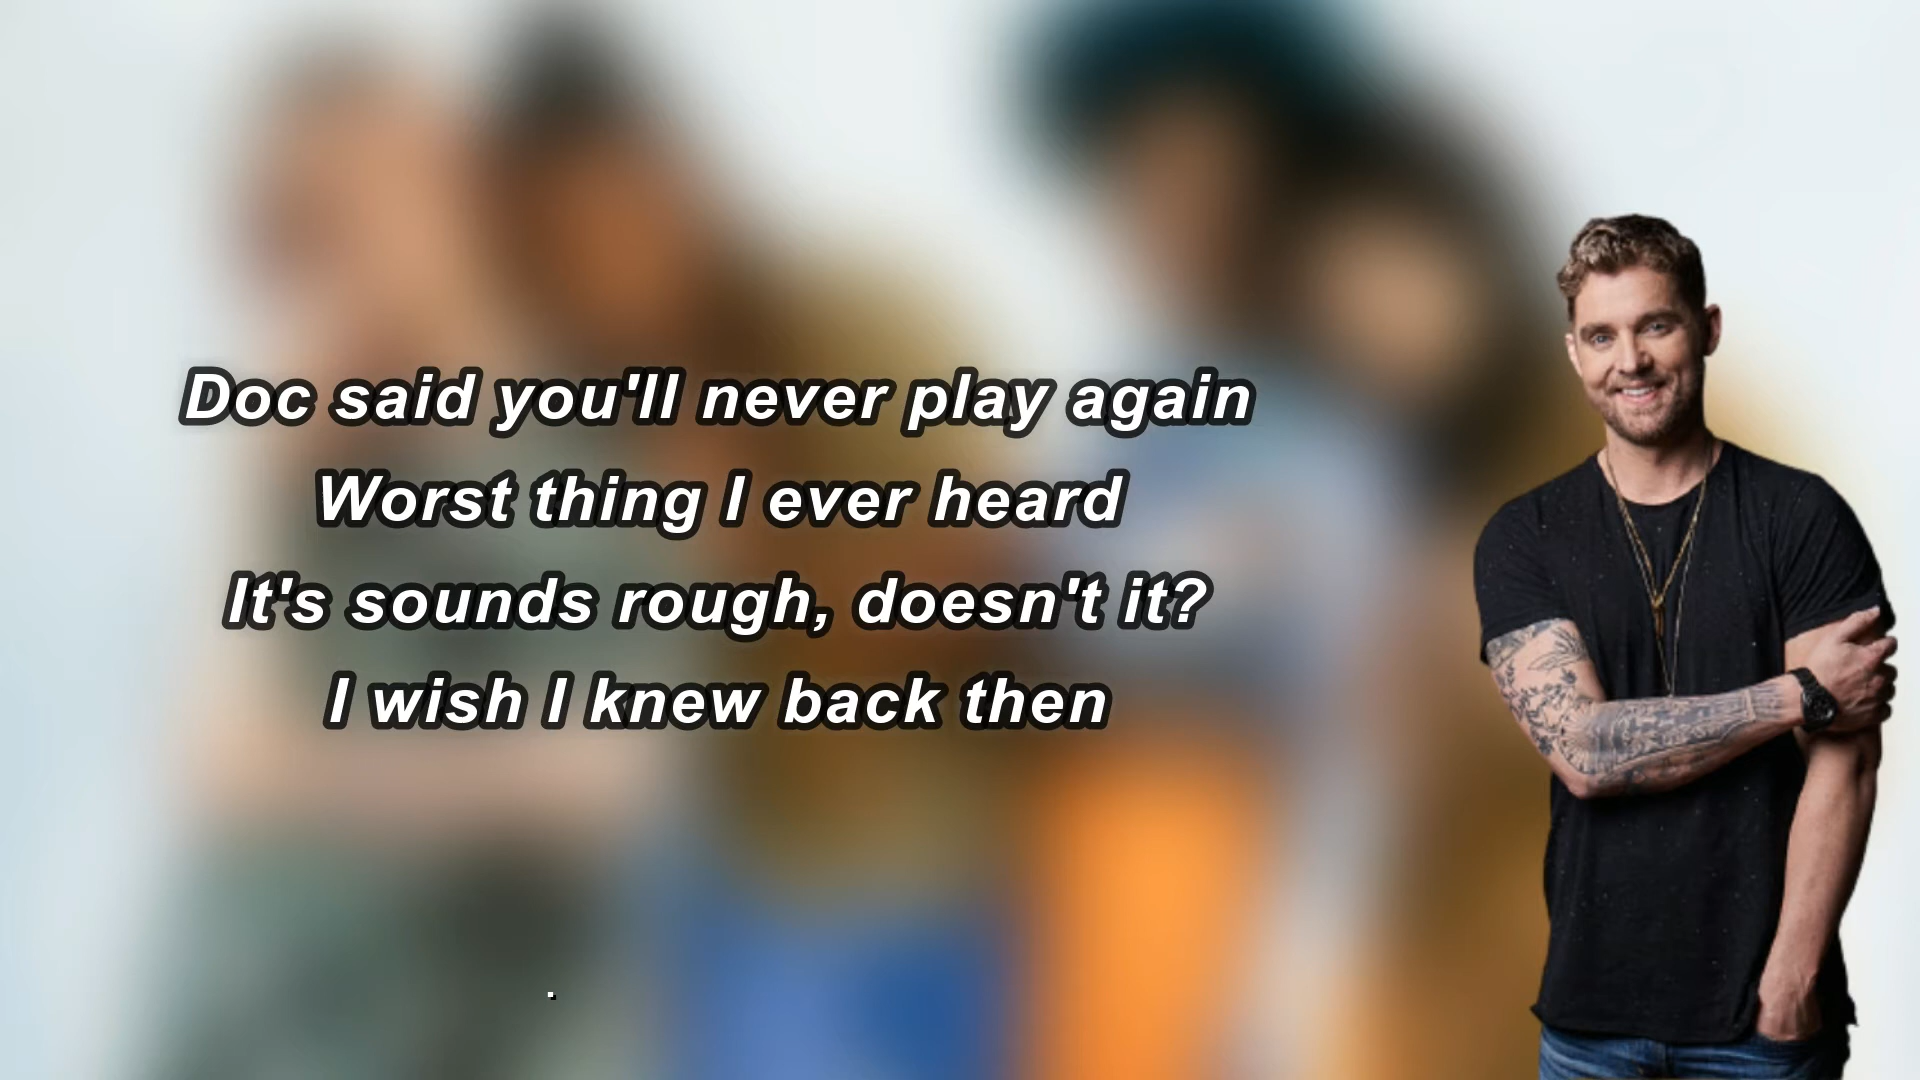 Doc said you'll never play again
Worst thing I ever heard
It's sounds rough, doesn't it?
I wish I knew back then
.